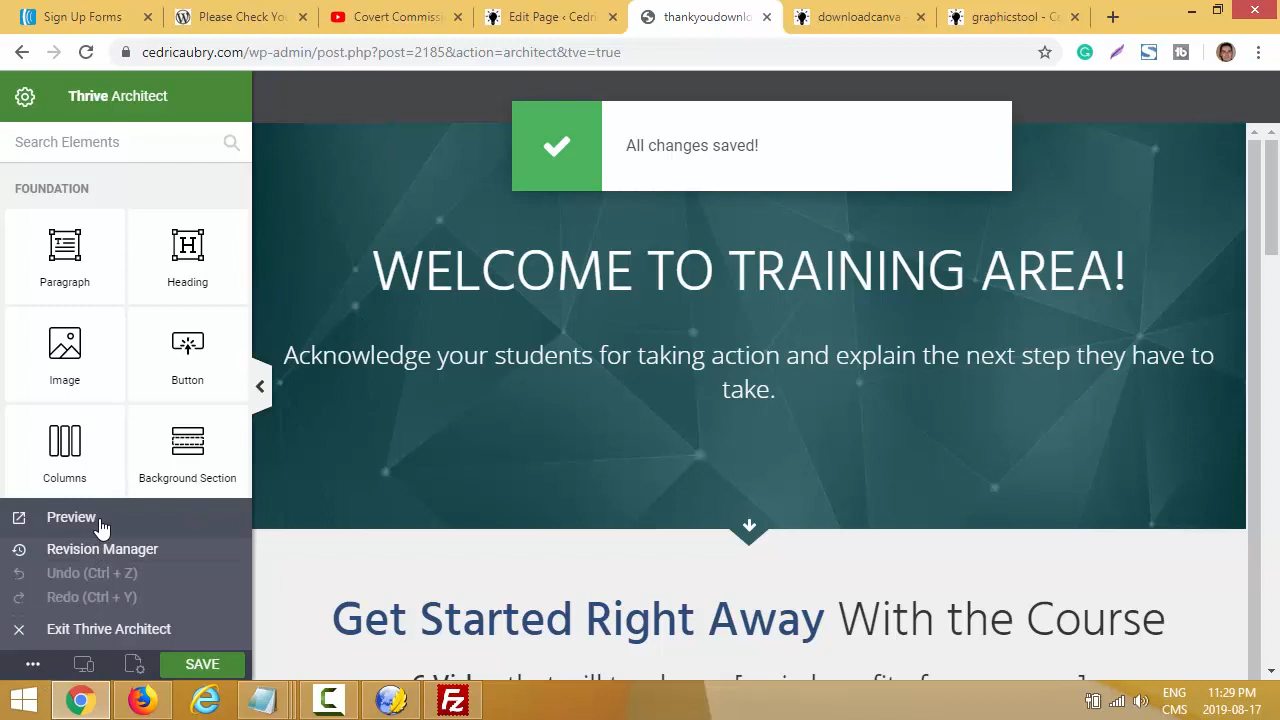 Sign Up Forms
Please Check You
Covert Commiss
Edit Page ‹ Cedri
thankyoudownlo
downloadcanva -
graphicstool - Ce
cedricaubry.com/wp-admin/post.php?post=2185&action=architect&tve=true
Thrive Architect
Search Elements
FOUNDATION
Paragraph
Heading
Image
Button
Columns
Background Section
Preview
Revision Manager
Undo (Ctrl + Z)
Redo (Ctrl + Y)
Exit Thrive Architect
SAVE
All changes saved!
WELCOME TO TRAINING AREA!
Acknowledge your students for taking action and explain the next step they have to
take.
Get Started Right Away With the Course
ENG
CMS
11:29 PM
2019-08-17